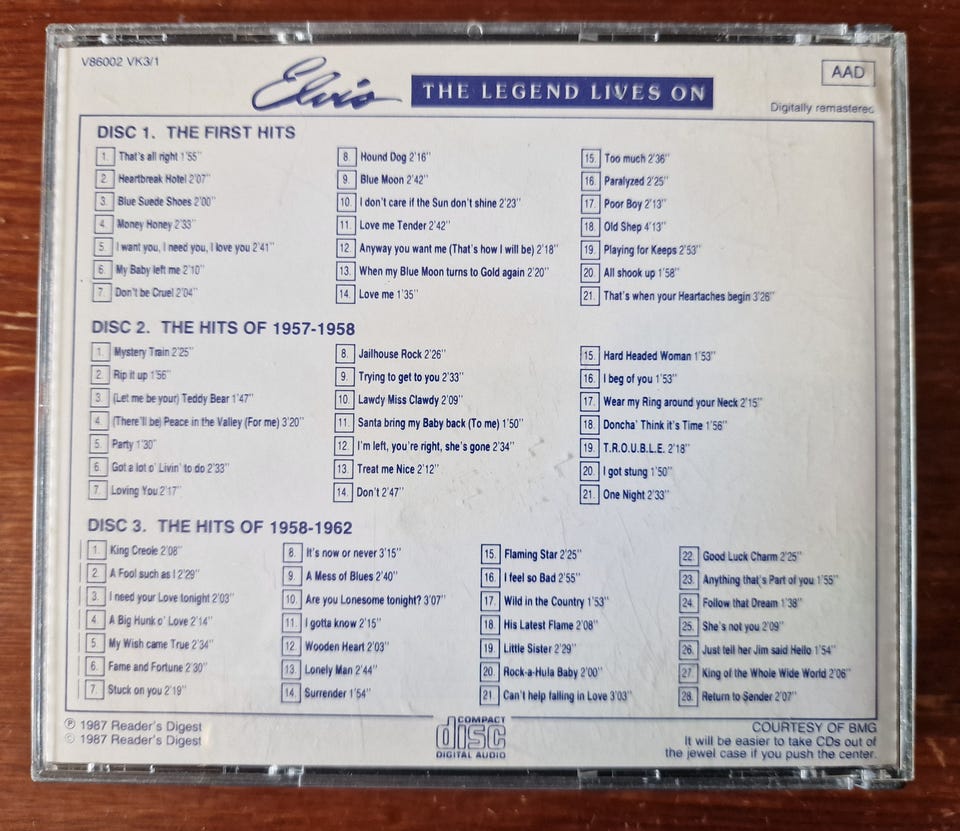 V86002 VK3/1
Elvis THE LEGEND LIVES ON
AAD
Digitally remastered
DISC 1. THE FIRST HITS
1. That's all right 1'55"
2. Heartbreak Hotel 2'07"
3. Blue Suede Shoes 2'00"
4. Money Honey 2'33"
5. I want you, I need you, I love you 2'41"
6. My Baby left me 2'10"
7. Don't be Cruel 2'04"
8. Hound Dog 2'16"
9. Blue Moon 2'42"
10. I don't care if the Sun don't shine 2'23"
11. Love me Tender 2'42"
12. Anyway you want me (That's how I will be) 2'18"
13. When my Blue Moon turns to Gold again 2'20"
14. Love me 1'35"
15. Too much 2'36"
16. Paralyzed 2'25"
17. Poor Boy 2'13"
18. Old Shep 4'13"
19. Playing for Keeps 2'53"
20. All shook up 1'58"
21. That's when your Heartaches begin 3'26"
DISC 2. THE HITS OF 1957-1958
1. Mystery Train 2'25"
2. Rip it up 1'56"
3. (Let me be your) Teddy Bear 1'47"
4. (There'll be) Peace in the Valley (For me) 3'20"
5. Party 1'30"
6. Got a lot o' Livin' to do 2'33"
7. Loving You 2'17"
8. Jailhouse Rock 2'26"
9. Trying to get to you 2'33"
10. Lawdy Miss Clawdy 2'09"
11. Santa bring my Baby back (To me) 1'50"
12. I'm left, you're right, she's gone 2'34"
13. Treat me Nice 2'12"
14. Don't 2'47"
15. Hard Headed Woman 1'53"
16. I beg of you 1'53"
17. Wear my Ring around your Neck 2'15"
18. Doncha' Think it's Time 1'56"
19. T.R.O.U.B.L.E. 2'18"
20. I got stung 1'50"
21. One Night 2'33"
DISC 3. THE HITS OF 1958-1962
1. King Creole 2'08"
2. A Fool such as I 2'29"
3. I need your Love tonight 2'03"
4. A Big Hunk o' Love 2'14"
5. My Wish came True 2'34"
6. Fame and Fortune 2'30"
7. Stuck on you 2'19"
8. It's now or never 3'15"
9. A Mess of Blues 2'40"
10. Are you Lonesome tonight? 3'07"
11. I gotta know 2'15"
12. Wooden Heart 2'03"
13. Lonely Man 2'44"
14. Surrender 1'54"
15. Flaming Star 2'25"
16. I feel so Bad 2'55"
17. Wild in the Country 1'53"
18. His Latest Flame 2'08"
19. Little Sister 2'29"
20. Rock-a-Hula Baby 2'00"
21. Can't help falling in Love 3'03"
22. Good Luck Charm 2'25"
23. Anything that's Part of you 1'55"
24. Follow that Dream 1'38"
25. She's not you 2'09"
26. Just tell her Jim said Hello 1'54"
27. King of the Whole Wide World 2'06"
28. Return to Sender 2'07"
℗ 1987 Reader's Digest
© 1987 Reader's Digest
COMPACT
disc
DIGITAL AUDIO
COURTESY OF BMG
It will be easier to take CDs out of
the jewel case if you push the center.